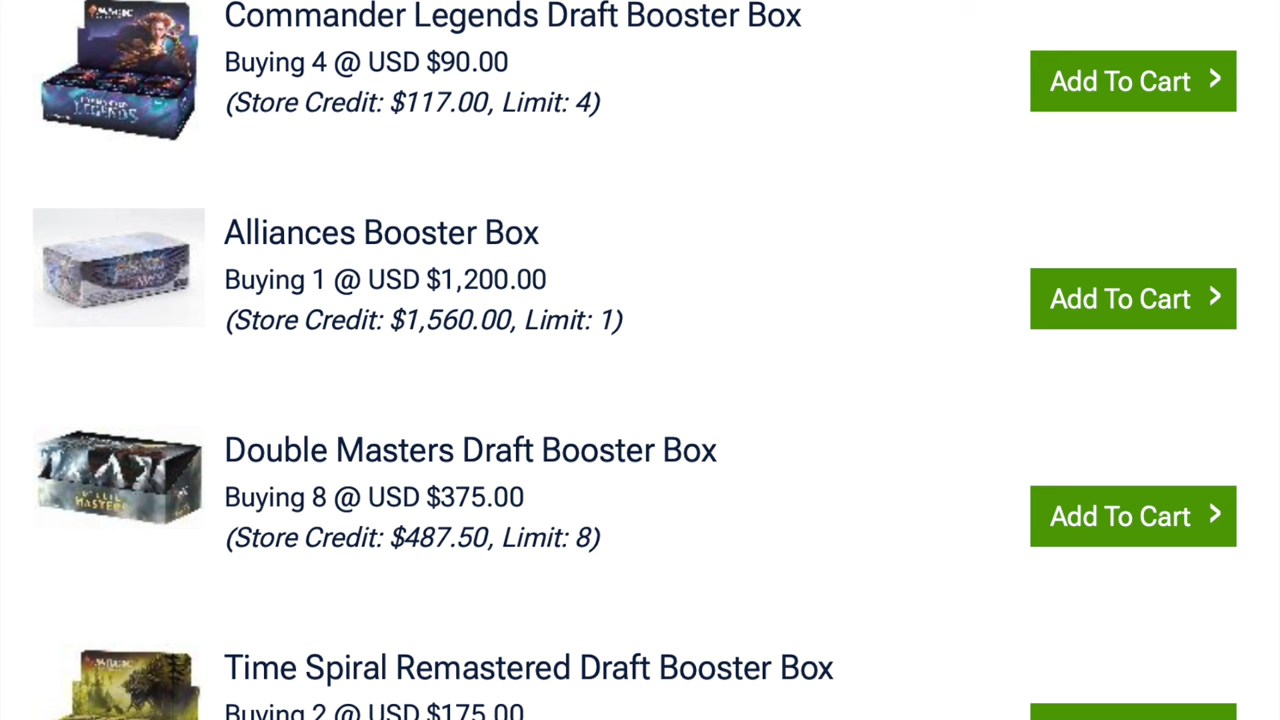 Commander Legends Draft Booster Box
Buying 4 @ USD $90.00
(Store Credit: $117.00, Limit: 4)
Add To Cart
Alliances Booster Box
Buying 1 @ USD $1,200.00
(Store Credit: $1,560.00, Limit: 1)
Add To Cart
Double Masters Draft Booster Box
Buying 8 @ USD $375.00
(Store Credit: $487.50, Limit: 8)
Add To Cart
Time Spiral Remastered Draft Booster Box
Buying 2 @ USD $175.00
MAGIC
LEGENDS
MASTERS